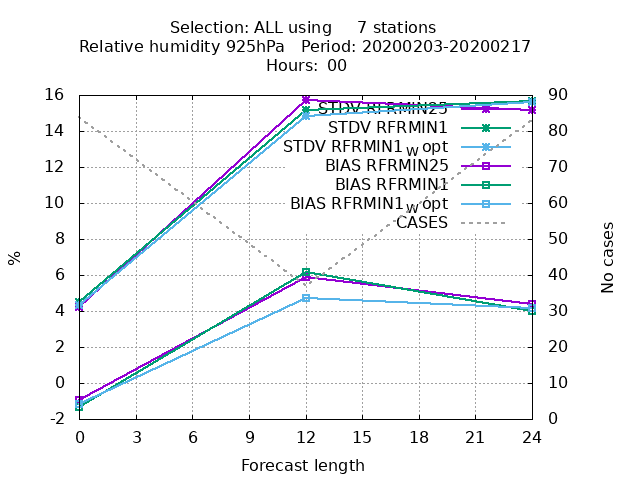 Selection: ALL using 7 stations
Relative humidity 925hPa Period: 20200203-20200217
Hours: 00
16
14
12
10
8
6
4
2
0
-2
%
90
80
70
60
50
40
30
20
10
0
No cases
STDV RFRMIN25
STDV RFRMIN1
STDV RFRMIN1w opt
BIAS RFRMIN25
BIAS RFRMIN1
BIAS RFRMIN1w opt
CASES
0 3 6 9 12 15 18 21 24
Forecast length